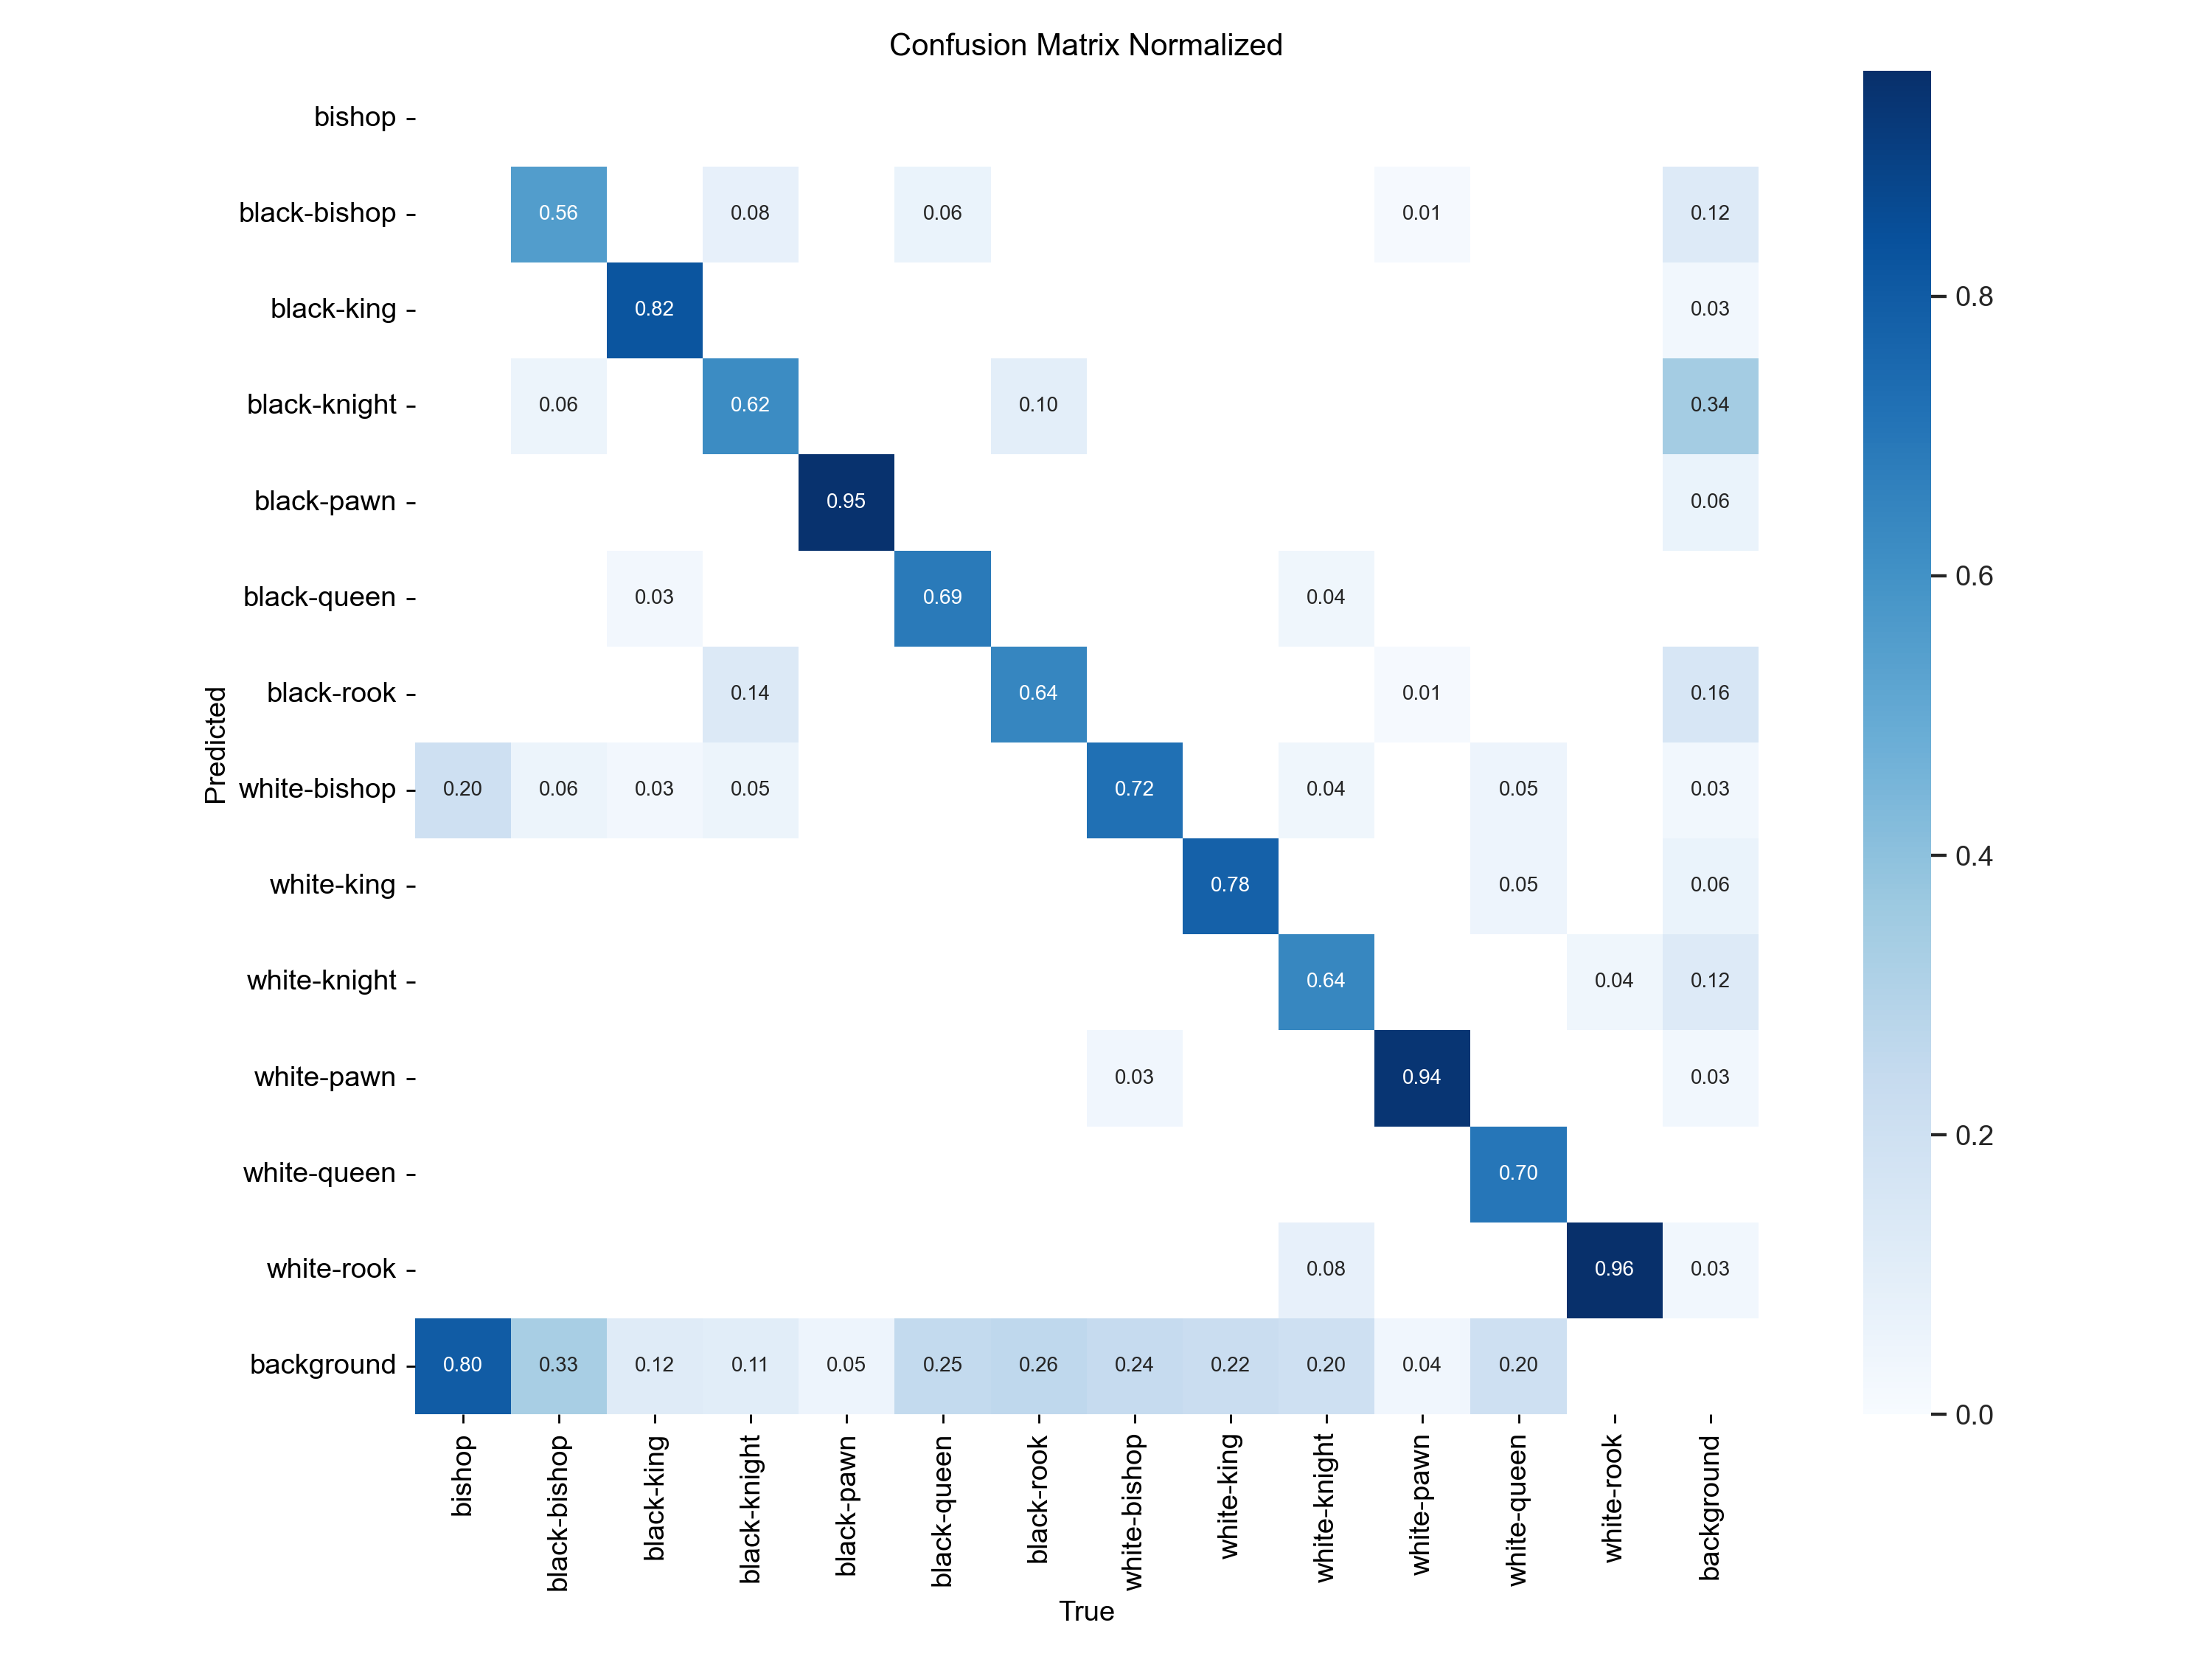 Confusion Matrix Normalized
bishop
black-bishop 0.56 0.08 0.06 0.01 0.12
black-king 0.82 0.03
black-knight 0.06 0.62 0.10 0.34
black-pawn 0.95 0.06
black-queen 0.03 0.69 0.04
black-rook 0.14 0.64 0.01 0.16
white-bishop 0.20 0.06 0.03 0.05 0.72 0.04 0.05 0.03
white-king 0.78 0.05 0.06
white-knight 0.64 0.04 0.12
white-pawn 0.03 0.94 0.03
white-queen 0.70
white-rook 0.08 0.96 0.03
background 0.80 0.33 0.12 0.11 0.05 0.25 0.26 0.24 0.22 0.20 0.04 0.20
Predicted
bishop black-bishop black-king black-knight black-pawn black-queen black-rook white-bishop white-king white-knight white-pawn white-queen white-rook background
True
0.8
0.6
0.4
0.2
0.0